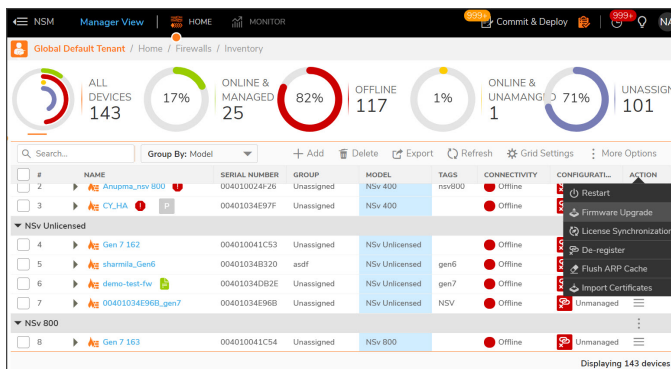 NSM Manager View HOME MONITOR 999+ Commit & Deploy 999+ NA
Global Default Tenant / Home / Firewalls / Inventory
ALL DEVICES 143
17% ONLINE & MANAGED 25
82% OFFLINE 117
1% ONLINE & UNAMANGD 1
71% UNASSIGN 101
Search... Group By: Model Add Delete Export Refresh Grid Settings More Options
# NAME SERIAL NUMBER GROUP MODEL TAGS CONNECTIVITY CONFIGURATI... ACTION
2 Anupma_nsv 800 004010024F26 Unassigned NSv 400 nsv800 Offline
3 CY_HA P 00401034E97F Unassigned NSv 400 Offline
Restart
Firmware Upgrade
License Synchronization
De-register
Flush ARP Cache
Import Certificates
NSv Unlicensed
4 Gen 7 162 004010041C53 Unassigned NSv Unlicensed Offline
5 sharmila_Gen6 00401034B320 asdf NSv Unlicensed gen6 Offline
6 demo-test-fw 00401034DB2E Unassigned NSv Unlicensed gen7 Offline
7 00401034E96B_gen7 00401034E96B Unassigned NSv Unlicensed NSV Offline Unmanaged
NSv 800
8 Gen 7 163 004010041C54 Unassigned NSv 800 Offline Unmanaged
Displaying 143 devices